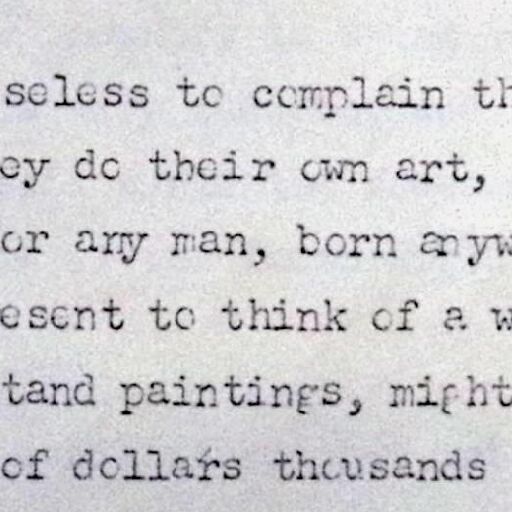 seless to complain th
ey do their own art,
or any man, born anyw
esent to think of a w
tand paintings, might
of dollars thousands